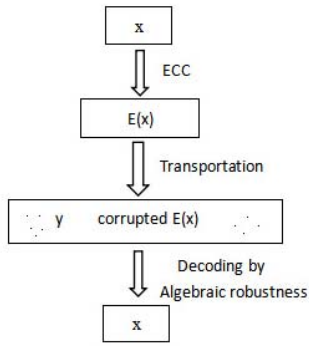 x
ECC
E(x)
Transportation
y corrupted E(x)
Decoding by
Algebraic robustness
x